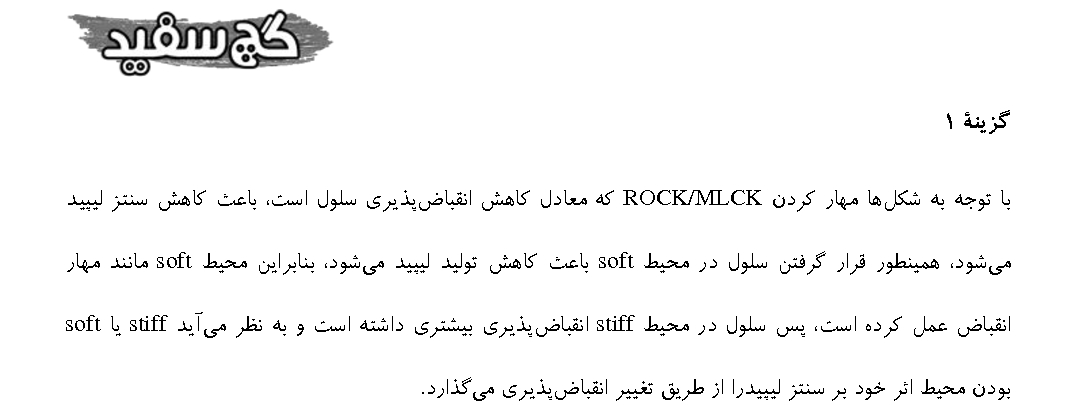 گچ سفید
گزینهٔ ۱
با توجه به شکل‌ها مهار کردن ROCK/MLCK که معادل کاهش انقباض‌پذیری سلول است، باعث کاهش سنتز لیپید
می‌شود، همینطور قرار گرفتن سلول در محیط soft باعث کاهش تولید لیپید می‌شود، بنابراین محیط soft مانند مهار
انقباض عمل کرده است، پس سلول در محیط stiff انقباض‌پذیری بیشتری داشته است و به نظر می‌آید stiff یا soft
بودن محیط اثر خود بر سنتز لیپیدرا از طریق تغییر انقباض‌پذیری می‌گذارد.